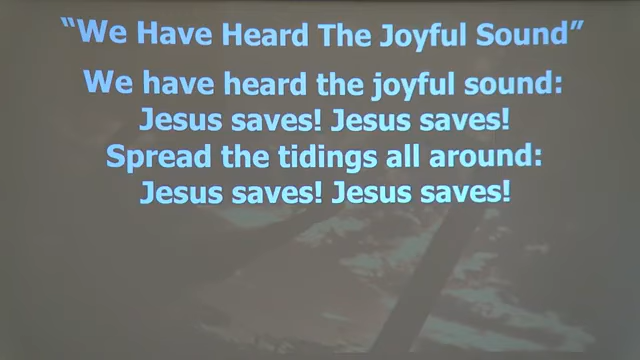 “We Have Heard The Joyful Sound”
We have heard the joyful sound:
Jesus saves! Jesus saves!
Spread the tidings all around:
Jesus saves! Jesus saves!